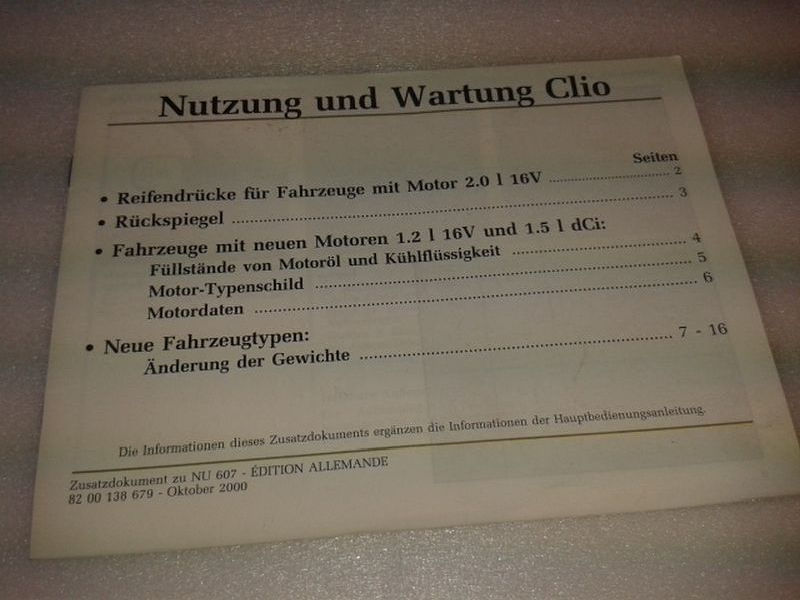 Nutzung und Wartung Clio
Seiten
• Reifendrücke für Fahrzeuge mit Motor 2.0 l 16V ........................ 2
• Rückspiegel ........................ 3
• Fahrzeuge mit neuen Motoren 1.2 l 16V und 1.5 l dCi:
Füllstände von Motoröl und Kühlflüssigkeit ........................ 4
Motor-Typenschild ........................ 5
Motordaten ........................ 6
• Neue Fahrzeugtypen:
Änderung der Gewichte ........................ 7 - 16
Die Informationen dieses Zusatzdokuments ergänzen die Informationen der Hauptbedienungsanleitung.
Zusatzdokument zu NU 607 - ÉDITION ALLEMANDE
82 00 138 679 - Oktober 2000